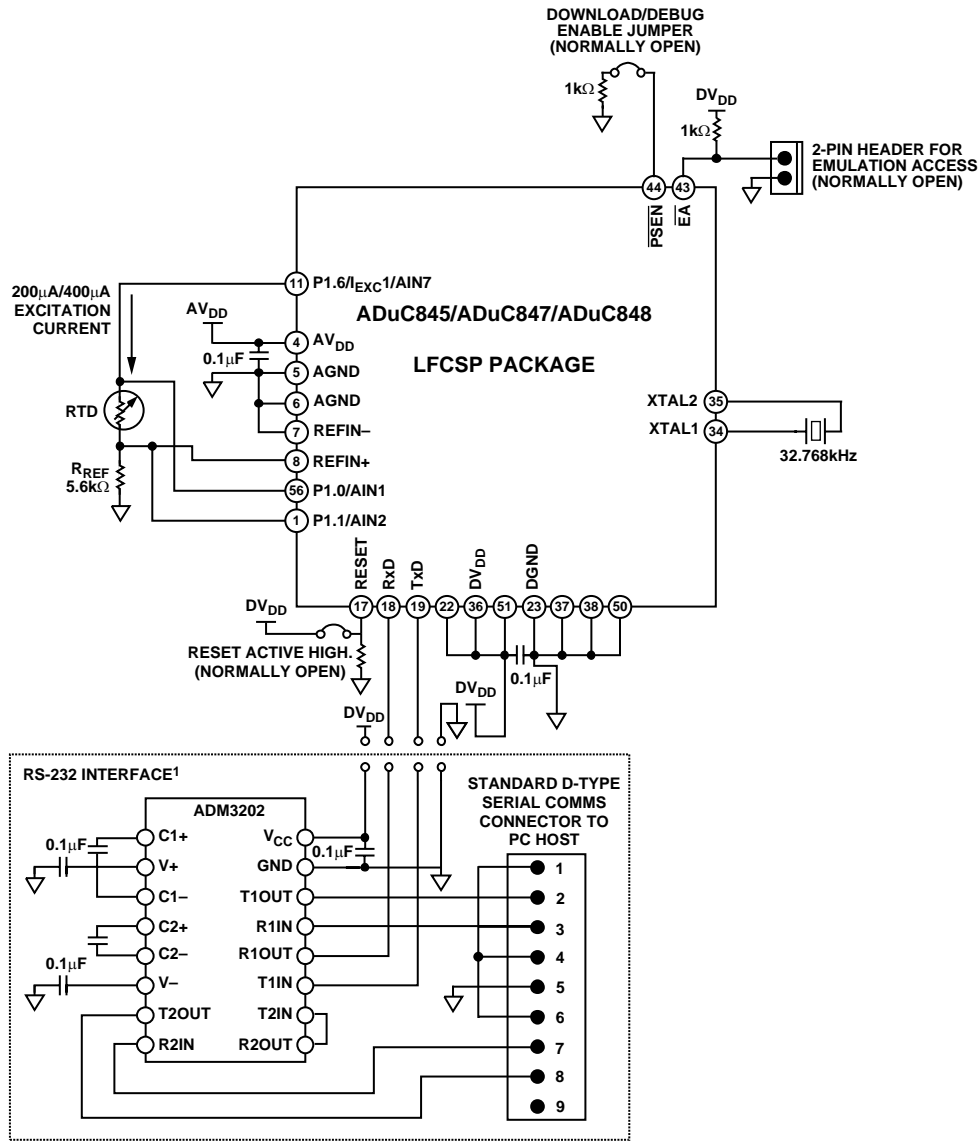 DOWNLOAD/DEBUG
ENABLE JUMPER
(NORMALLY OPEN)
1kΩ
DVDD
1kΩ
2-PIN HEADER FOR
EMULATION ACCESS
(NORMALLY OPEN)
44
43
PSEN
EA
200μA/400μA
EXCITATION
CURRENT
11
P1.6/IEXC1/AIN7
ADuC845/ADuC847/ADuC848
LFCSP PACKAGE
AVDD
4
AVDD
0.1μF
5
AGND
6
AGND
7
REFIN–
8
REFIN+
56
P1.0/AIN1
1
P1.1/AIN2
RTD
RREF
5.6kΩ
XTAL2
35
XTAL1
34
32.768kHz
RESET
RxD
TxD
DVDD
DGND
17
18
19
22
36
51
23
37
38
50
DVDD
RESET ACTIVE HIGH.
(NORMALLY OPEN)
0.1μF
DVDD
DVDD
RS-232 INTERFACE1
STANDARD D-TYPE
SERIAL COMMS
CONNECTOR TO
PC HOST
ADM3202
0.1μF
C1+
V+
C1–
C2+
C2–
0.1μF
V–
T2OUT
R2IN
VCC
0.1μF
GND
T1OUT
R1IN
R1OUT
T1IN
T2IN
R2OUT
1
2
3
4
5
6
7
8
9